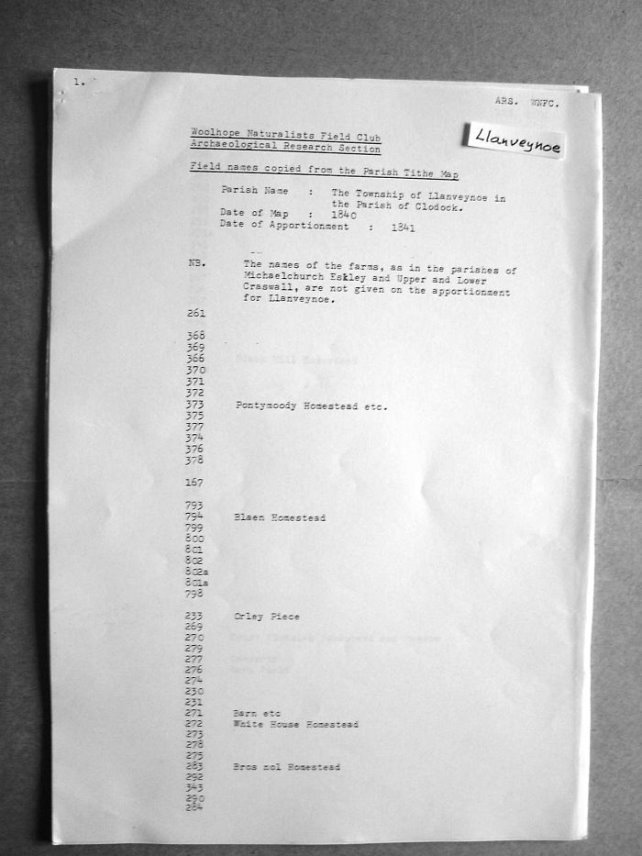 1.
ARS. WNFC.
Llanveynoe
Woolhope Naturalists Field Club
Archaeological Research Section
Field names copied from the Parish Tithe Map
Parish Name : The Township of Llanveynoe in
the Parish of Clodock.
Date of Map : 1840
Date of Apportionment : 1841
NB. The names of the farms, as in the parishes of
Michaelchurch Eskley and Upper and Lower
Craswall, are not given on the apportionment
for Llanveynoe.
261
368
369
366
370
371
372
373 Pontymoody Homestead etc.
375
377
374
376
378
167
793
794 Blaen Homestead
799
800
801
802
802a
801a
798
233 Orley Piece
269
270
279
277
276
274
230
231
271 Barn etc
272 White House Homestead
273
278
275
283 Bros nol Homestead
292
343
290
284